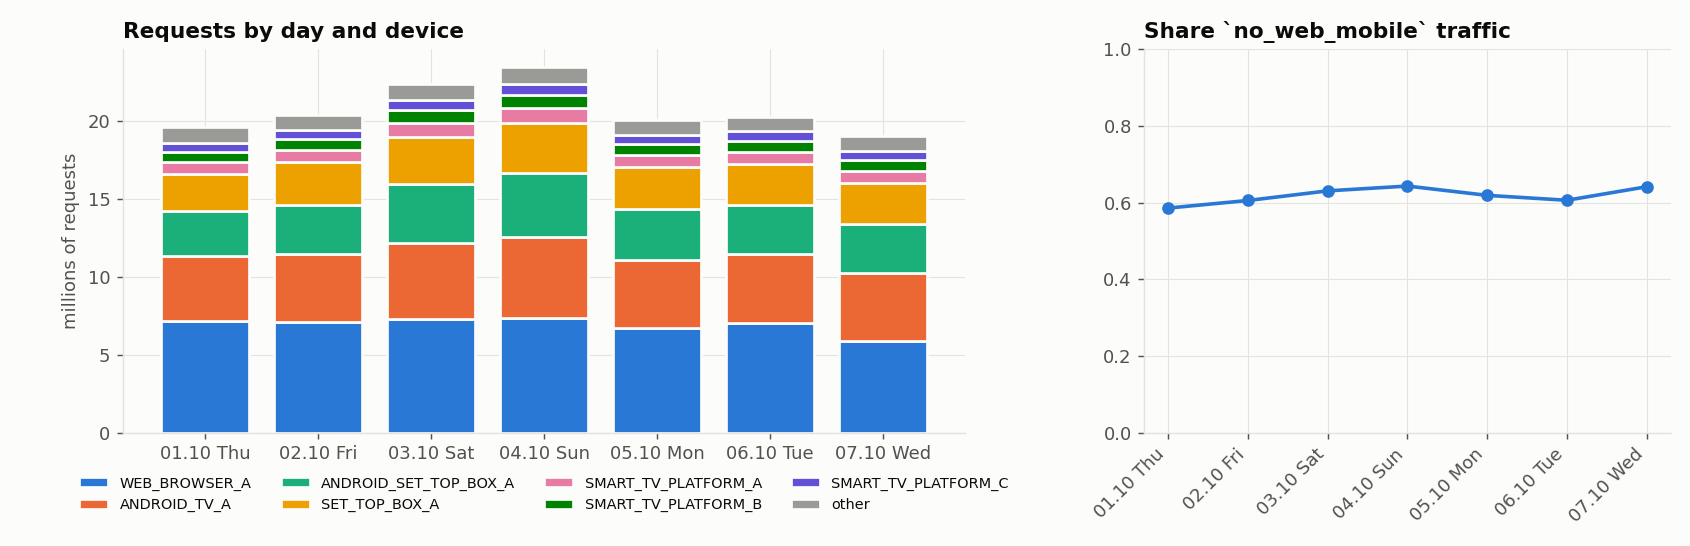 Requests by day and device
millions of requests
20
15
10
5
0
01.10 Thu 02.10 Fri 03.10 Sat 04.10 Sun 05.10 Mon 06.10 Tue 07.10 Wed
WEB_BROWSER_A ANDROID_SET_TOP_BOX_A SMART_TV_PLATFORM_A SMART_TV_PLATFORM_C
ANDROID_TV_A SET_TOP_BOX_A SMART_TV_PLATFORM_B other
Share `no_web_mobile` traffic
1.0
0.8
0.6
0.4
0.2
0.0
01.10 Thu 02.10 Fri 03.10 Sat 04.10 Sun 05.10 Mon 06.10 Tue 07.10 Wed